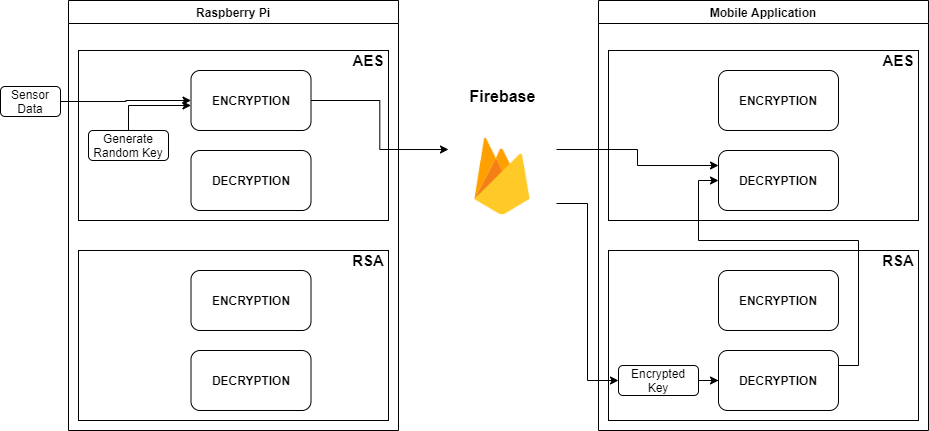 Raspberry Pi
Mobile Application
AES
AES
Sensor
Data
ENCRYPTION
Firebase
ENCRYPTION
Generate
Random Key
DECRYPTION
DECRYPTION
RSA
RSA
ENCRYPTION
ENCRYPTION
Encrypted
Key
DECRYPTION
DECRYPTION